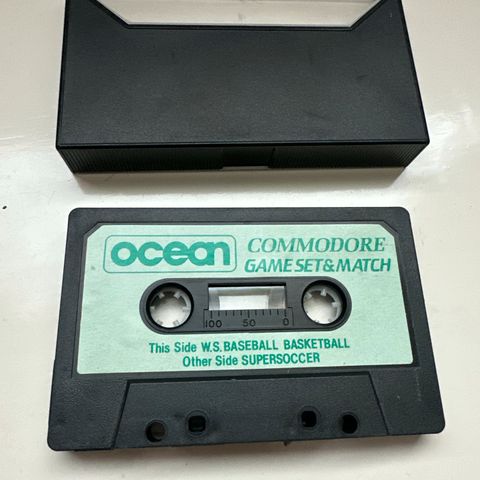 ocean
COMMODORE
GAME SET & MATCH
100 50 0
This Side W.S. BASEBALL BASKETBALL
Other Side SUPERSOCCER